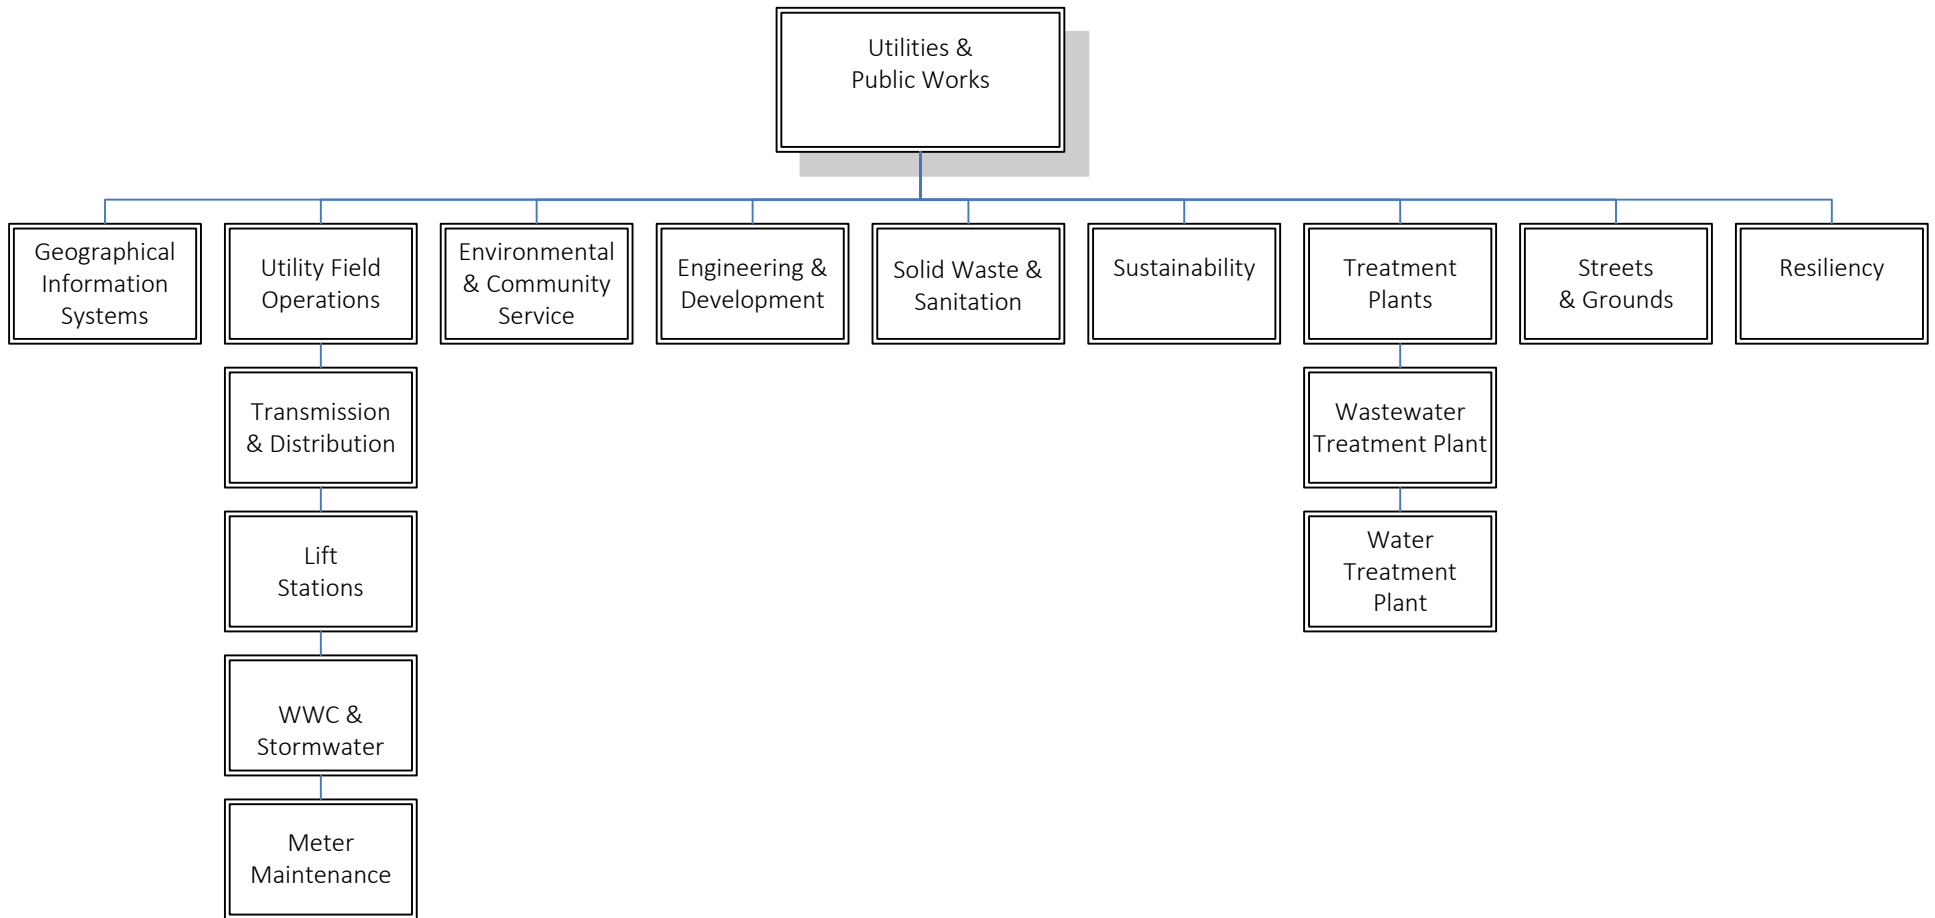 Utilities &
Public Works
Geographical
Information
Systems
Utility Field
Operations
Environmental
& Community
Service
Engineering &
Development
Solid Waste &
Sanitation
Sustainability
Treatment
Plants
Streets
& Grounds
Resiliency
Transmission
& Distribution
Wastewater
Treatment Plant
Lift
Stations
Water
Treatment
Plant
WWC &
Stormwater
Meter
Maintenance